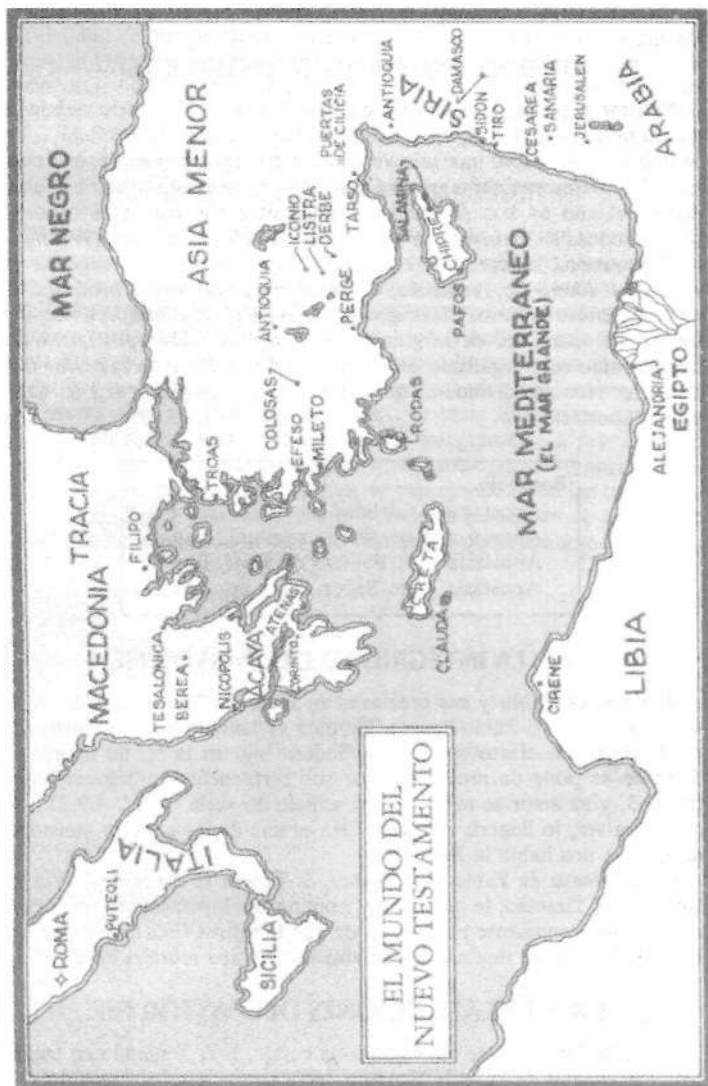 MAR NEGRO
MACEDONIA
TRACIA
FILIPO
TESALONICA
BEREA
NICOPOLIS
ACAYA
ATENAS
CORINTO
ITALIA
ROMA
PUTEOLI
SICILIA
ASIA MENOR
TROAS
COLOSAS
EFESO
MILETO
ANTIOQUIA
ICONIO
LISTRA
DERBE
PERGE
TARSO
PUERTAS
DE CILICIA
ANTIOQUIA
SIRIA
DAMASCO
SIDON
TIRO
CESAREA
SAMARIA
JERUSALEN
ARABIA
SALAMINA
CHIPRE
PAFOS
RODAS
CRETA
CLAUDA
MAR MEDITERRANEO
(EL MAR GRANDE)
ALEJANDRIA
EGIPTO
CIRENE
LIBIA
EL MUNDO DEL
NUEVO TESTAMENTO